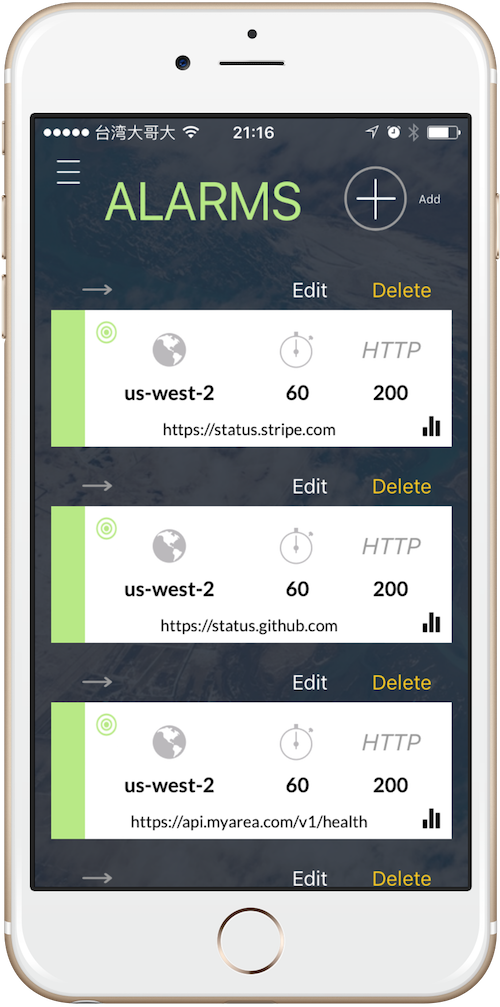 台湾大哥大 21:16
ALARMS
Add
Edit Delete
HTTP
us-west-2 60 200
https://status.stripe.com
Edit Delete
HTTP
us-west-2 60 200
https://status.github.com
Edit Delete
HTTP
us-west-2 60 200
https://api.myarea.com/v1/health
Edit Delete